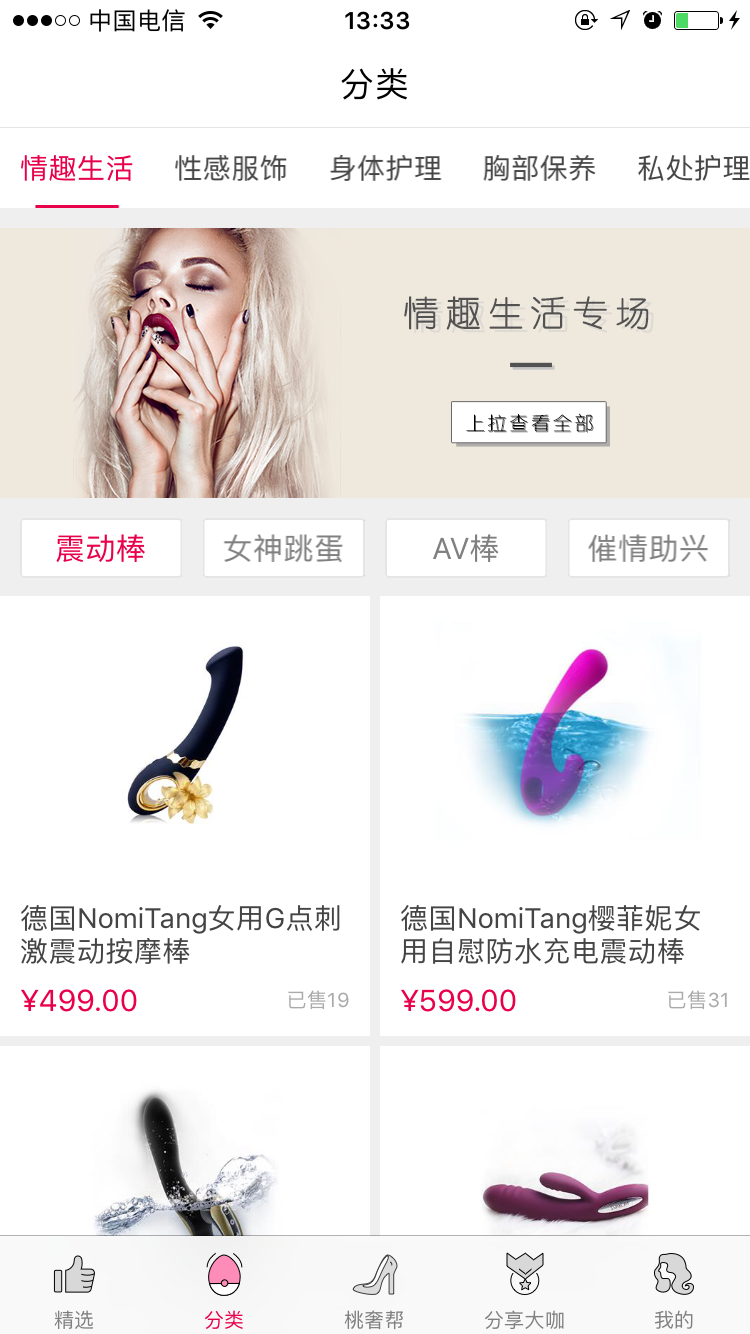 中国电信
13:33
分类
情趣生活 性感服饰 身体护理 胸部保养 私处护理
情趣生活专场
上拉查看全部
震动棒 女神跳蛋 AV棒 催情助兴
德国NomiTang女用G点刺
激震动按摩棒
¥499.00 已售19
德国NomiTang樱菲妮女
用自慰防水充电震动棒
¥599.00 已售31
精选 分类 桃奢帮 分享大咖 我的